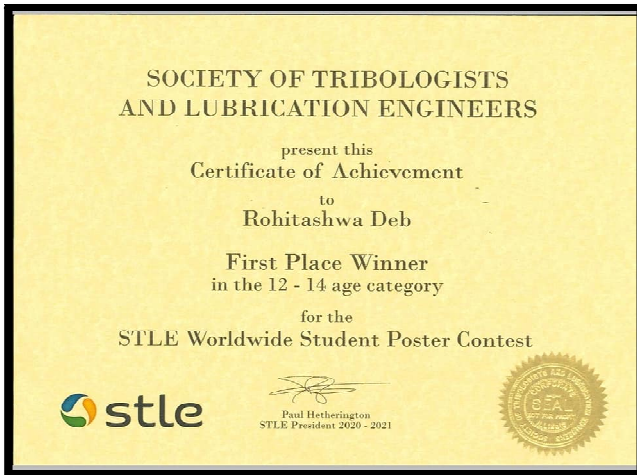 SOCIETY OF TRIBOLOGISTS
AND LUBRICATION ENGINEERS
present this
Certificate of Achievement
to
Rohitashwa Deb
First Place Winner
in the 12 - 14 age category
for the
STLE Worldwide Student Poster Contest
stle
Paul Hetherington
STLE President 2020 - 2021
SEAL